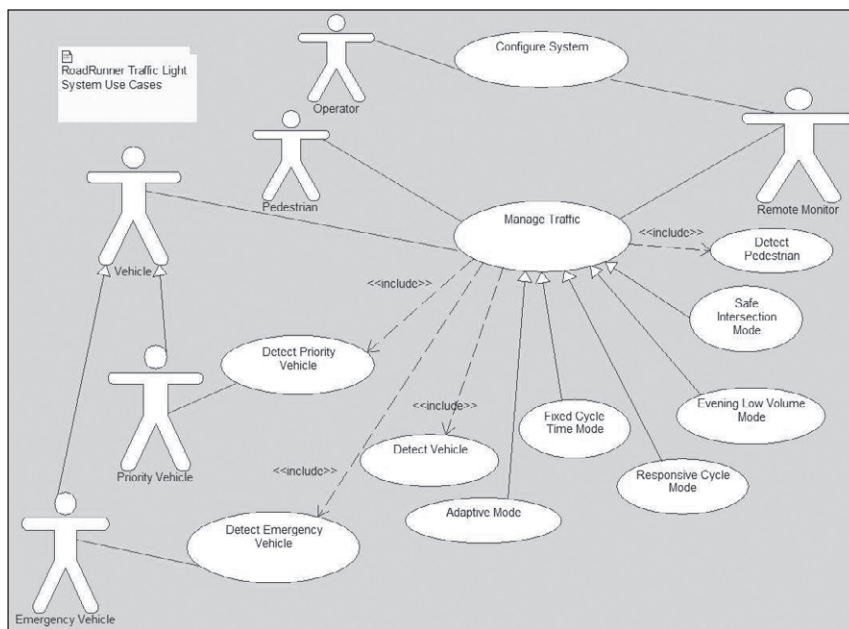 RoadRunner Traffic Light
System Use Cases
Operator
Configure System
Pedestrian
Remote Monitor
Vehicle
Manage Traffic
<<include>>
Detect
Pedestrian
Safe
Intersection
Mode
<<include>>
Detect Priority
Vehicle
Evening Low Volume
Mode
<<include>>
Fixed Cycle
Time Mode
Priority Vehicle
Detect Vehicle
<<include>>
Responsive Cycle
Mode
Adaptive Mode
Detect Emergency
Vehicle
Emergency Vehicle